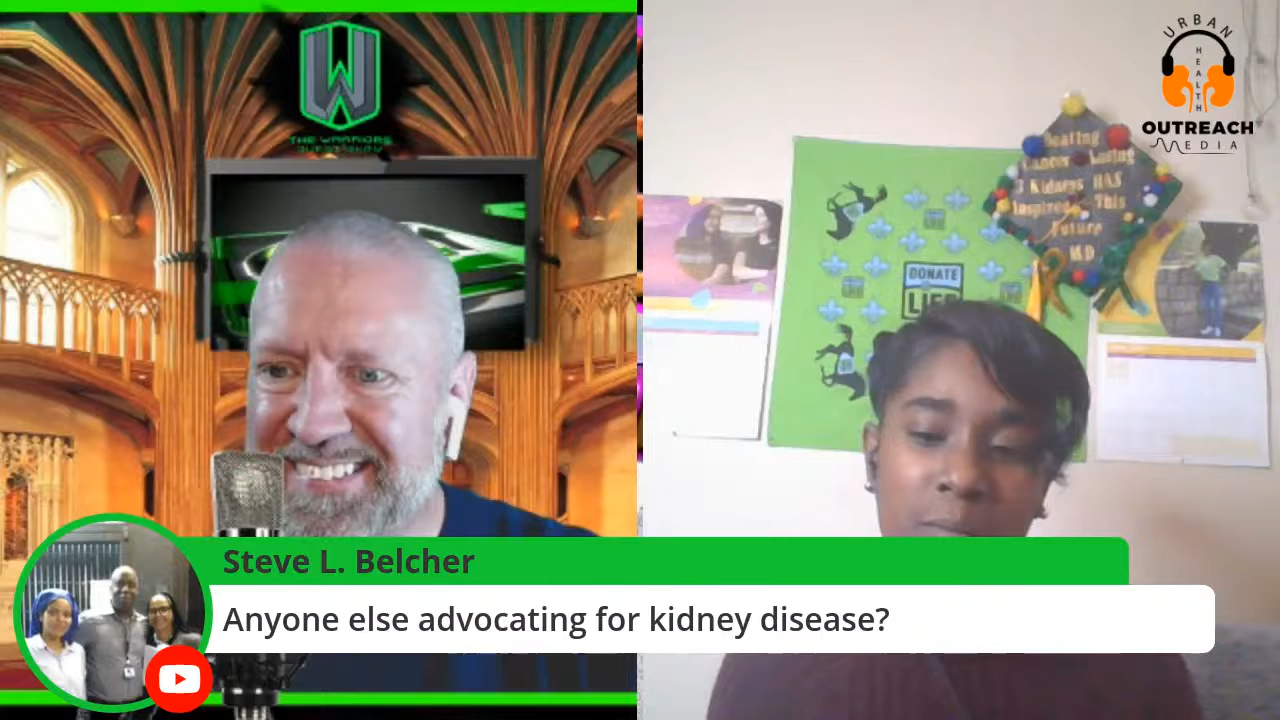 THE WARRIORS
URBAN
HEALTH
OUTREACH
MEDIA
Beating
Cancer Losing
3 Kidneys HAS
Inspired This
Future
MD
DONATE
LIFE
Steve L. Belcher
Anyone else advocating for kidney disease?